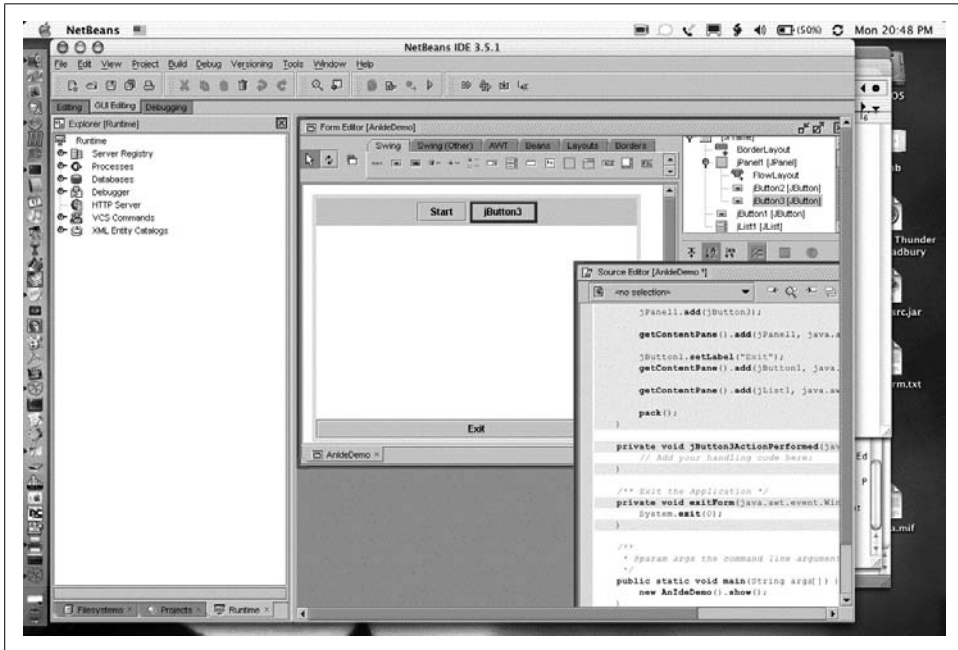 NetBeans
(50%)
Mon 20:48 PM
NetBeans IDE 3.5.1
File Edit View Project Build Debug Versioning Tools Window Help
Editing GUI Editing Debugging
Explorer [Runtime]
Runtime
Server Registry
Processes
Databases
Debugger
HTTP Server
VCS Commands
XML Entity Catalogs
Filesystems
Projects
Runtime
Form Editor [AnIdeDemo]
Swing Swing (Other) AWT Beans Layouts Borders
Start
jButton3
Exit
AnIdeDemo
[JFrame]
BorderLayout
jPanel1 [JPanel]
FlowLayout
jButton2 [JButton]
jButton3 [JButton]
jButton1 [JButton]
jList1 [JList]
Source Editor [AnIdeDemo *]
<no selection>
jPanel1.add(jButton3);
getContentPane().add(jPanel1, java.a
jButton1.setLabel("Exit");
getContentPane().add(jButton1, java.
getContentPane().add(jList1, java.aw
pack();
}
private void jButton3ActionPerformed(jav
// Add your handling code here:
}
/** Exit the Application */
private void exitForm(java.awt.event.Win
System.exit(0);
}
/**
* @param args the command line argument
*/
public static void main(String args[]) {
new AnIdeDemo().show();
}
OS
Thunder
adbury
src.jar
rm.txt
Ed
P
a.mif